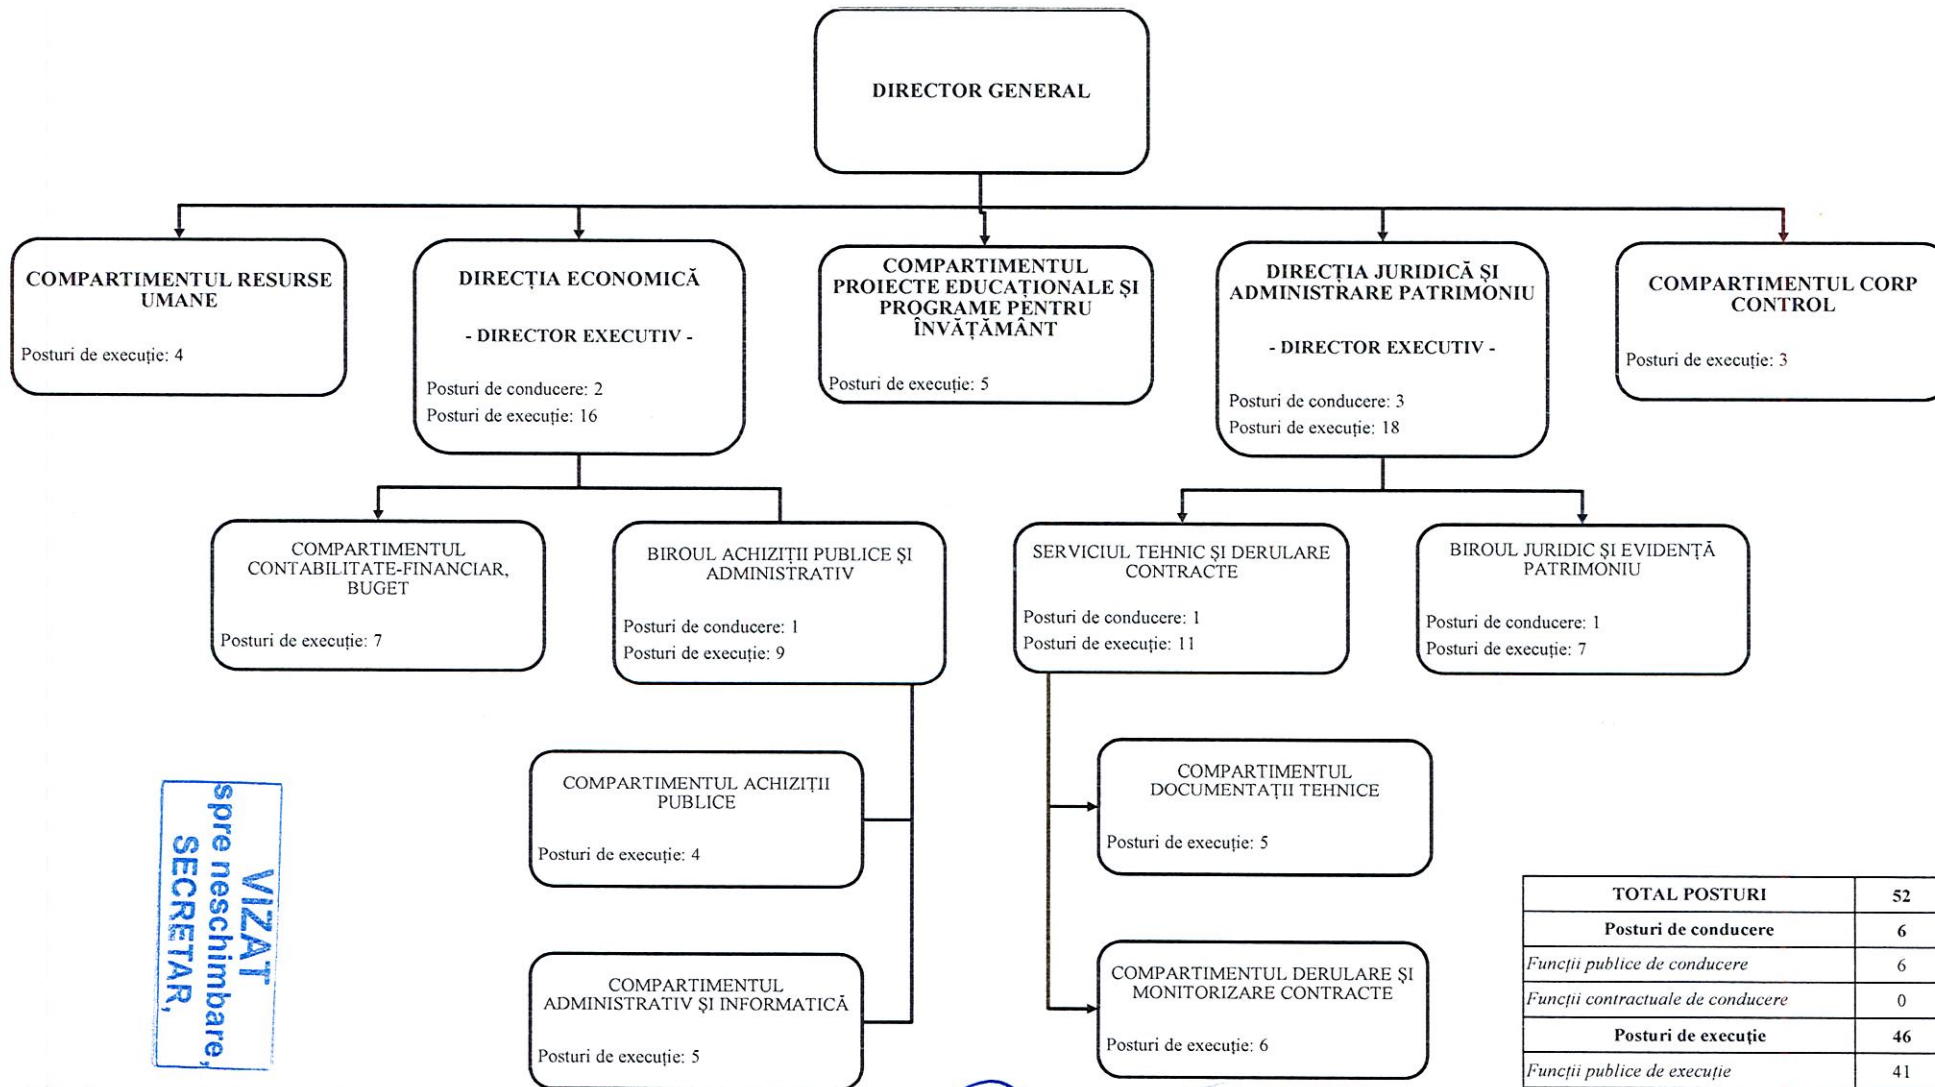 DIRECTOR GENERAL
COMPARTIMENTUL RESURSE
UMANE
Posturi de execuție: 4
DIRECȚIA ECONOMICĂ
- DIRECTOR EXECUTIV -
Posturi de conducere: 2
Posturi de execuție: 16
COMPARTIMENTUL
PROIECTE EDUCAȚIONALE ȘI
PROGRAME PENTRU
ÎNVĂȚĂMÂNT
Posturi de execuție: 5
DIRECȚIA JURIDICĂ ȘI
ADMINISTRARE PATRIMONIU
- DIRECTOR EXECUTIV -
Posturi de conducere: 3
Posturi de execuție: 18
COMPARTIMENTUL CORP
CONTROL
Posturi de execuție: 3
COMPARTIMENTUL
CONTABILITATE-FINANCIAR,
BUGET
Posturi de execuție: 7
BIROUL ACHIZIȚII PUBLICE ȘI
ADMINISTRATIV
Posturi de conducere: 1
Posturi de execuție: 9
SERVICIUL TEHNIC ȘI DERULARE
CONTRACTE
Posturi de conducere: 1
Posturi de execuție: 11
BIROUL JURIDIC ȘI EVIDENȚĂ
PATRIMONIU
Posturi de conducere: 1
Posturi de execuție: 7
COMPARTIMENTUL ACHIZIȚII
PUBLICE
Posturi de execuție: 4
COMPARTIMENTUL
DOCUMENTAȚII TEHNICE
Posturi de execuție: 5
COMPARTIMENTUL
ADMINISTRATIV ȘI INFORMATICĂ
Posturi de execuție: 5
COMPARTIMENTUL DERULARE ȘI
MONITORIZARE CONTRACTE
Posturi de execuție: 6
VIZAT
spre neschimbare,
SECRETAR,
TOTAL POSTURI 52
Posturi de conducere 6
Funcții publice de conducere 6
Funcții contractuale de conducere 0
Posturi de execuție 46
Funcții publice de execuție 41